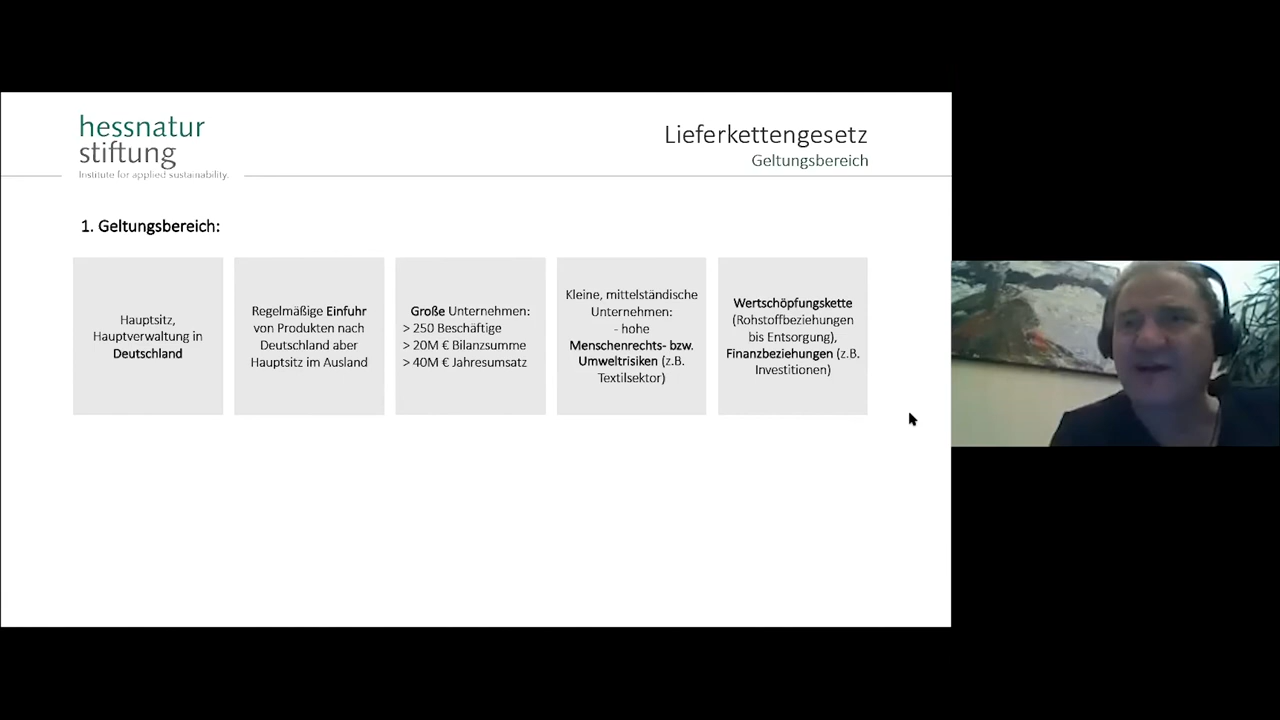 hessnatur
stiftung
Institute for applied sustainability.
Lieferkettengesetz
Geltungsbereich
1. Geltungsbereich:
Hauptsitz,
Hauptverwaltung in
Deutschland
Regelmäßige Einfuhr
von Produkten nach
Deutschland aber
Hauptsitz im Ausland
Große Unternehmen:
> 250 Beschäftige
> 20M € Bilanzsumme
> 40M € Jahresumsatz
Kleine, mittelständische
Unternehmen:
- hohe
Menschenrechts- bzw.
Umweltrisiken (z.B.
Textilsektor)
Wertschöpfungskette
(Rohstoffbeziehungen
bis Entsorgung),
Finanzbeziehungen (z.B.
Investitionen)